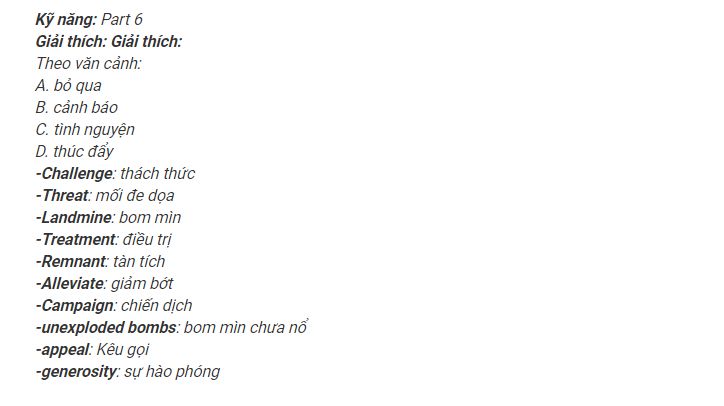 Kỹ năng: Part 6
Giải thích: Giải thích:
Theo văn cảnh:
A. bỏ qua
B. cảnh báo
C. tình nguyện
D. thúc đẩy
-Challenge: thách thức
-Threat: mối đe dọa
-Landmine: bom mìn
-Treatment: điều trị
-Remnant: tàn tích
-Alleviate: giảm bớt
-Campaign: chiến dịch
-unexploded bombs: bom mìn chưa nổ
-appeal: Kêu gọi
-generosity: sự hào phóng